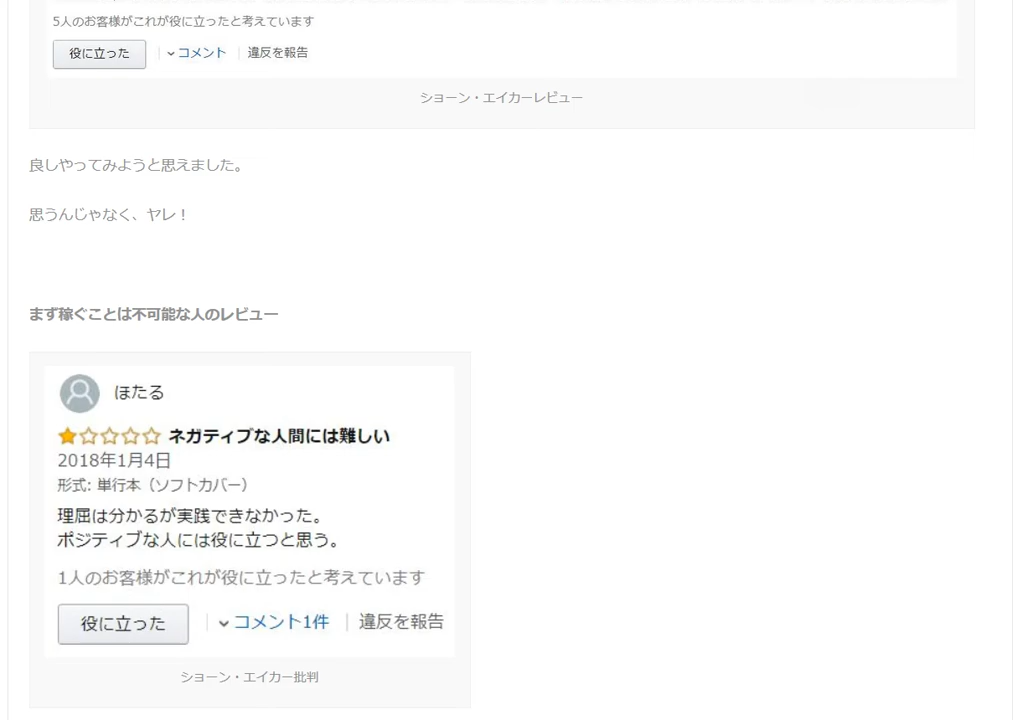 5人のお客様がこれが役に立ったと考えています
役に立った コメント 違反を報告
ショーン・エイカーレビュー
良しやってみようと思えました。
思うんじゃなく、ヤレ！
まず稼ぐことは不可能な人のレビュー
ほたる
ネガティブな人間には難しい
2018年1月4日
形式: 単行本（ソフトカバー）
理屈は分かるが実践できなかった。
ポジティブな人には役に立つと思う。
1人のお客様がこれが役に立ったと考えています
役に立った コメント1件 違反を報告
ショーン・エイカー批判